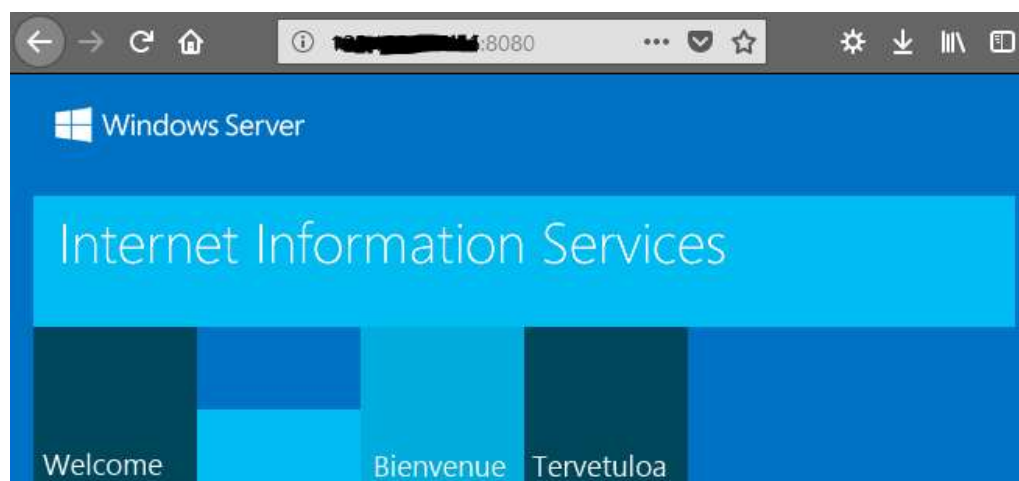 :8080
Windows Server
Internet Information Services
Welcome
Bienvenue Tervetuloa